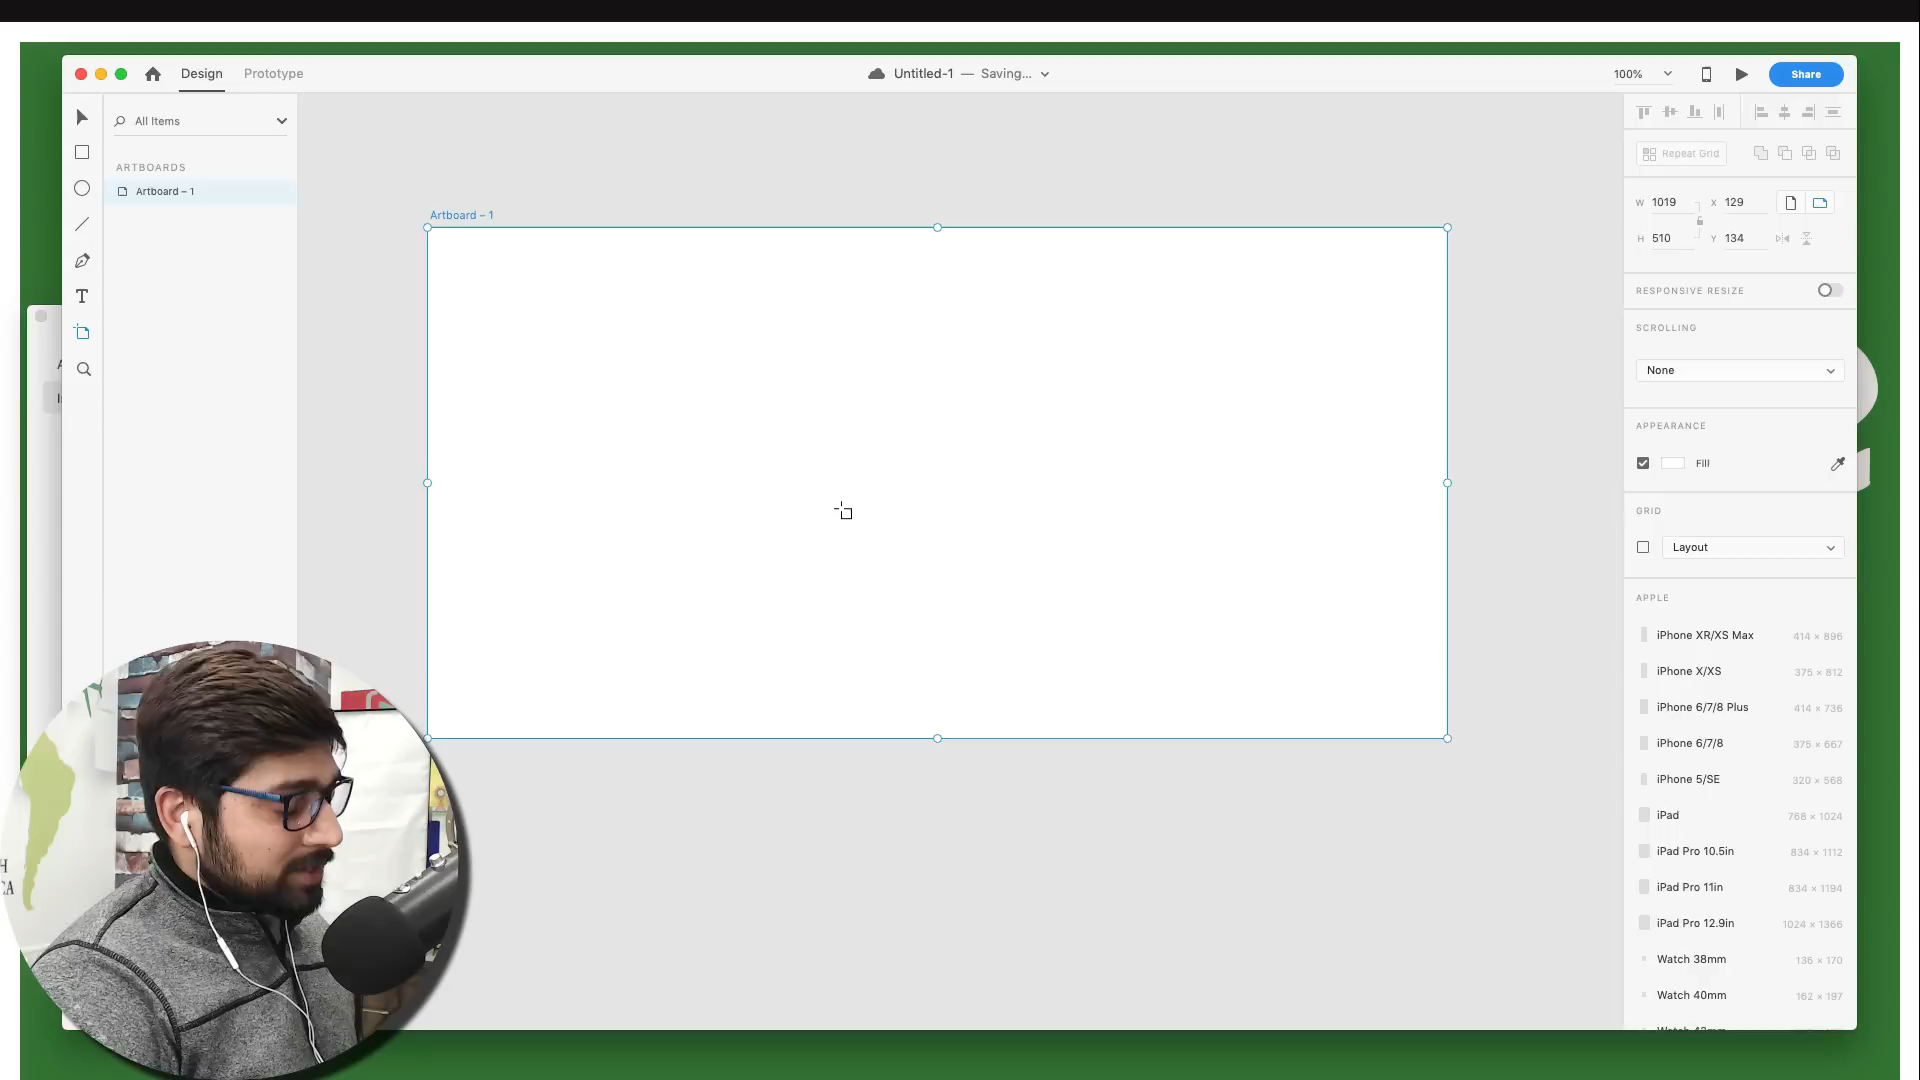 Design
Prototype
Untitled-1 — Saving...
100%
Share
All Items
ARTBOARDS
Artboard – 1
Artboard – 1
Repeat Grid
W 1019
X 129
H 510
Y 134
RESPONSIVE RESIZE
SCROLLING
None
APPEARANCE
Fill
GRID
Layout
APPLE
iPhone XR/XS Max 414 × 896
iPhone X/XS 375 × 812
iPhone 6/7/8 Plus 414 × 736
iPhone 6/7/8 375 × 667
iPhone 5/SE 320 × 568
iPad 768 × 1024
iPad Pro 10.5in 834 × 1112
iPad Pro 11in 834 × 1194
iPad Pro 12.9in 1024 × 1366
Watch 38mm 136 × 170
Watch 40mm 162 × 197